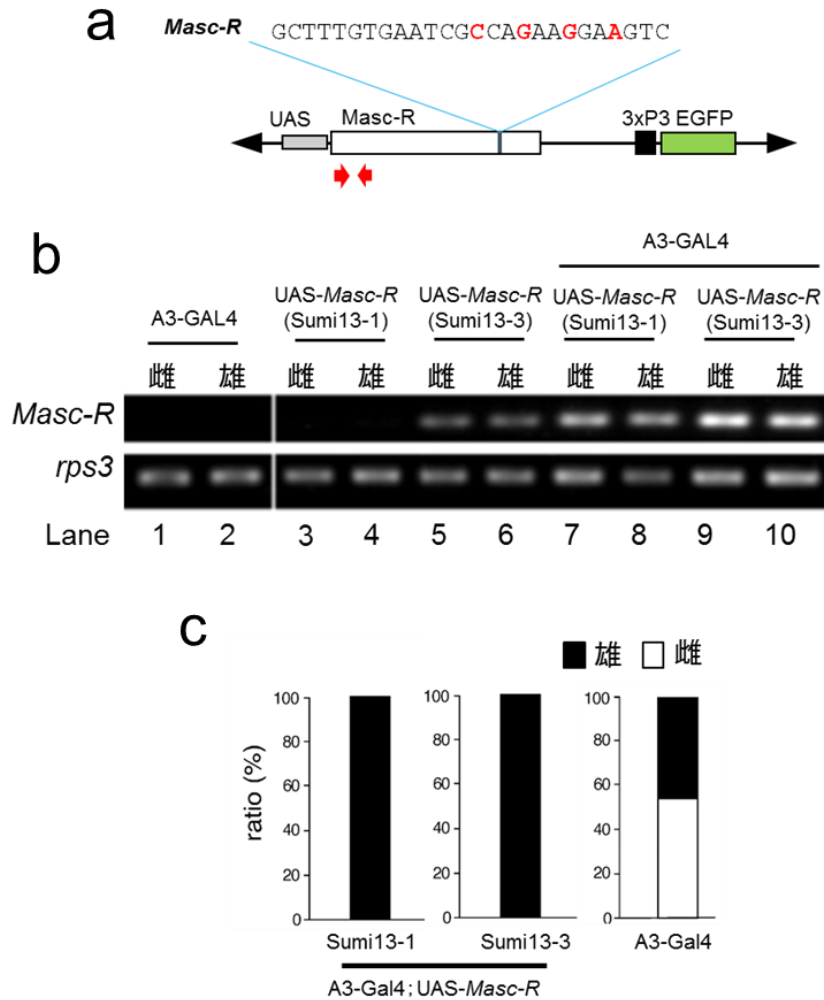 a
Masc-R GCTTTGTGAATCGCCAGAAGGAAGTC
UAS Masc-R 3xP3 EGFP
b
A3-GAL4
A3-GAL4 UAS-Masc-R UAS-Masc-R UAS-Masc-R UAS-Masc-R
(Sumi13-1) (Sumi13-3) (Sumi13-1) (Sumi13-3)
雌 雄 雌 雄 雌 雄 雌 雄 雌 雄
Masc-R
rps3
Lane 1 2 3 4 5 6 7 8 9 10
c
雄 雌
ratio (%)
100 100 100
80 80 80
60 60 60
40 40 40
20 20 20
0 0 0
Sumi13-1 Sumi13-3 A3-Gal4
A3-Gal4;UAS-Masc-R